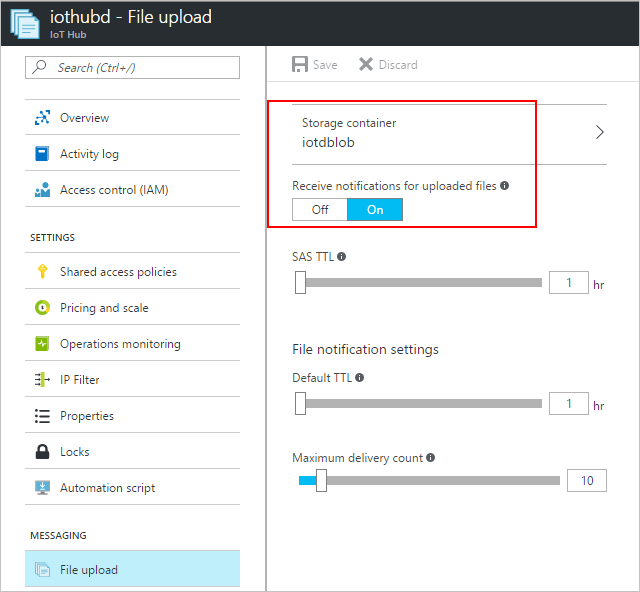 iothubd - File upload
IoT Hub
Search (Ctrl+/)
Overview
Activity log
Access control (IAM)
SETTINGS
Shared access policies
Pricing and scale
Operations monitoring
IP Filter
Properties
Locks
Automation script
MESSAGING
File upload
Save Discard
Storage container
iotdblob
Receive notifications for uploaded files
Off On
SAS TTL
1 hr
File notification settings
Default TTL
1 hr
Maximum delivery count
10